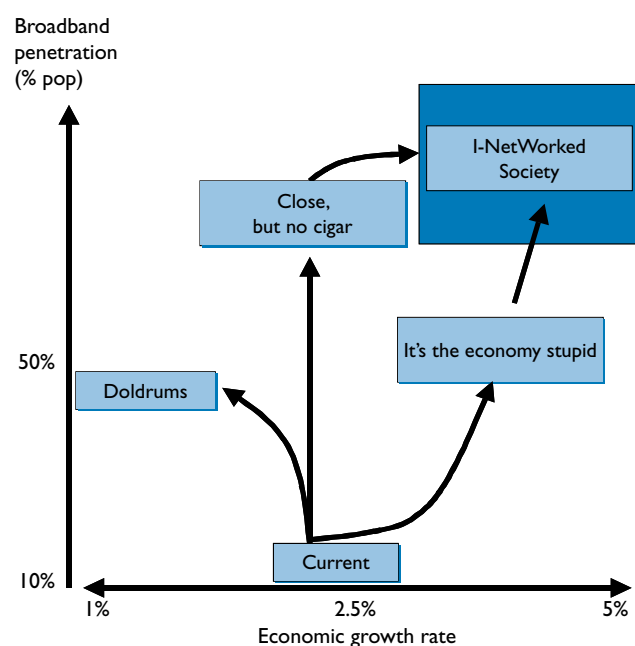 Broadband
penetration
(% pop)
I-NetWorked
Society
Close,
but no cigar
It's the economy stupid
50%
Doldrums
Current
10%
1%
2.5%
5%
Economic growth rate